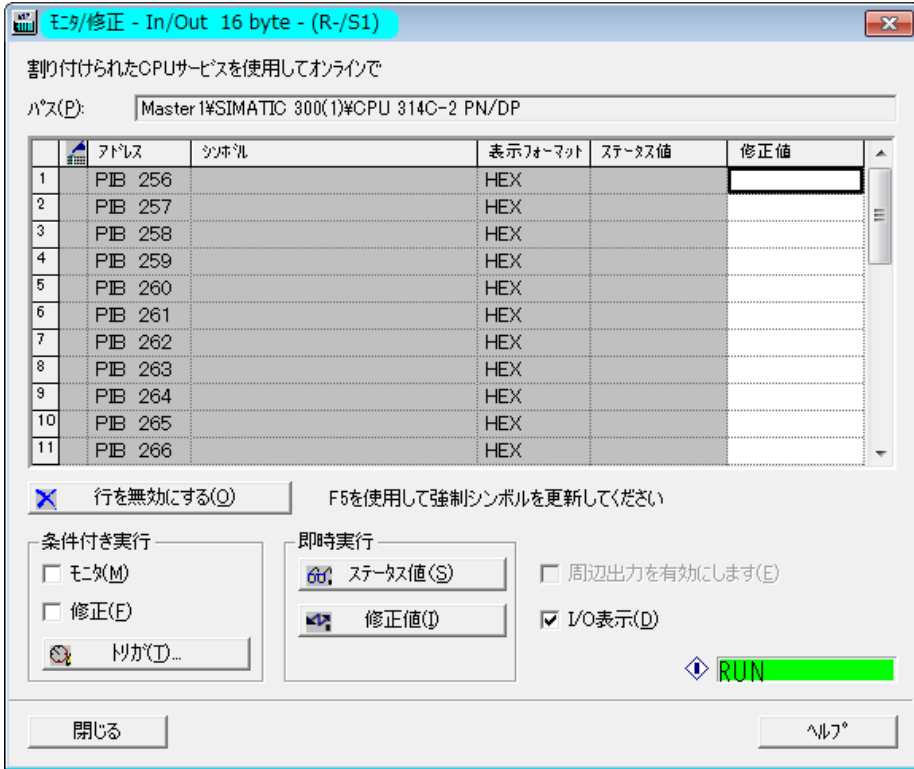 ﾓﾆﾀ/修正 - In/Out 16 byte - (R-/S1)
割り付けられたCPUサービスを使用してオンラインで
ﾊﾟｽ(P): Master1¥SIMATIC 300(1)¥CPU 314C-2 PN/DP
ｱﾄﾞﾚｽ ｼﾝﾎﾞﾙ 表示ﾌｫｰﾏｯﾄ ｽﾃｰﾀｽ値 修正値
1 PIB 256 HEX
2 PIB 257 HEX
3 PIB 258 HEX
4 PIB 259 HEX
5 PIB 260 HEX
6 PIB 261 HEX
7 PIB 262 HEX
8 PIB 263 HEX
9 PIB 264 HEX
10 PIB 265 HEX
11 PIB 266 HEX
行を無効にする(O) F5を使用して強制シンボルを更新してください
条件付き実行 即時実行
ﾓﾆﾀ(M) ｽﾃｰﾀｽ値(S) 周辺出力を有効にします(E)
修正(F) 修正値(I) I/O表示(D)
ﾄﾘｶﾞ(T)...
RUN
閉じる ﾍﾙﾌﾟ